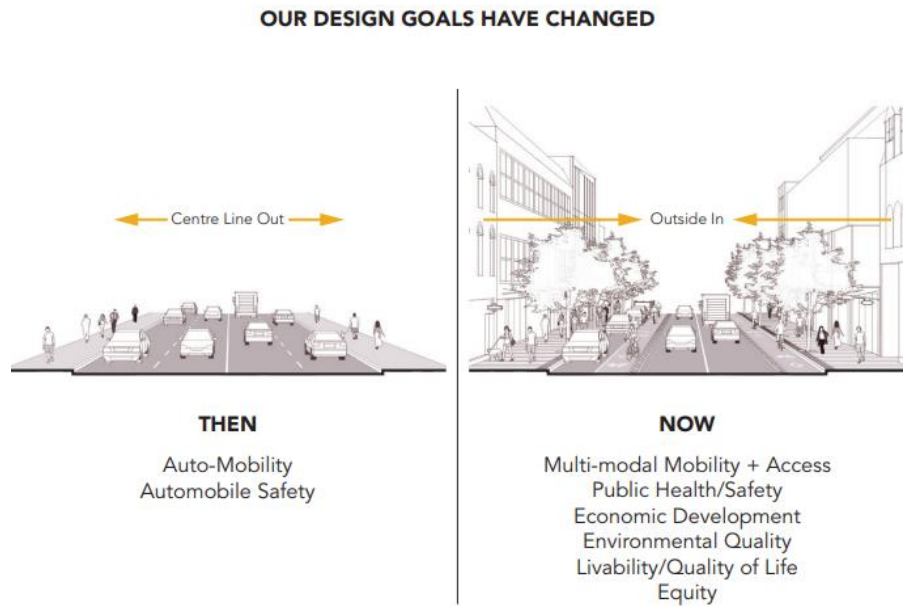 OUR DESIGN GOALS HAVE CHANGED
Centre Line Out
THEN
Auto-Mobility
Automobile Safety
Outside In
NOW
Multi-modal Mobility + Access
Public Health/Safety
Economic Development
Environmental Quality
Livability/Quality of Life
Equity